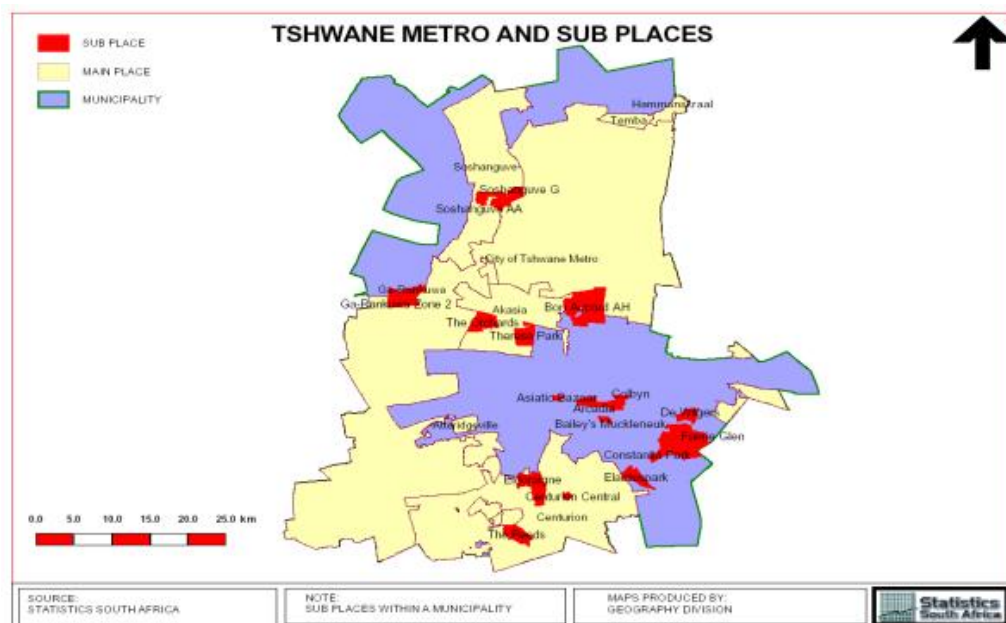 TSHWANE METRO AND SUB PLACES
SUB PLACE
MAIN PLACE
MUNICIPALITY
Hammanskraal
Temba
Soshanguve
Soshanguve G
Soshanguve AA
City of Tshwane Metro
Ga-Rankuwa
Ga-Rankuwa Zone 2
Akasia
Bon Accord AH
The Orchards
Theresa Park
Colbyn
Asiatic Bazaar
Arcadia
De Wilgers
Bailey's Muckleneuk
Atteridgeville
Faerie Glen
Constantia Park
Elarduspark
Centurion Central
Centurion
The Reeds
0.0 5.0 10.0 15.0 20.0 25.0 km
SOURCE:
STATISTICS SOUTH AFRICA
NOTE:
SUB PLACES WITHIN A MUNICIPALITY
MAPS PRODUCED BY:
GEOGRAPHY DIVISION
Statistics
South Africa